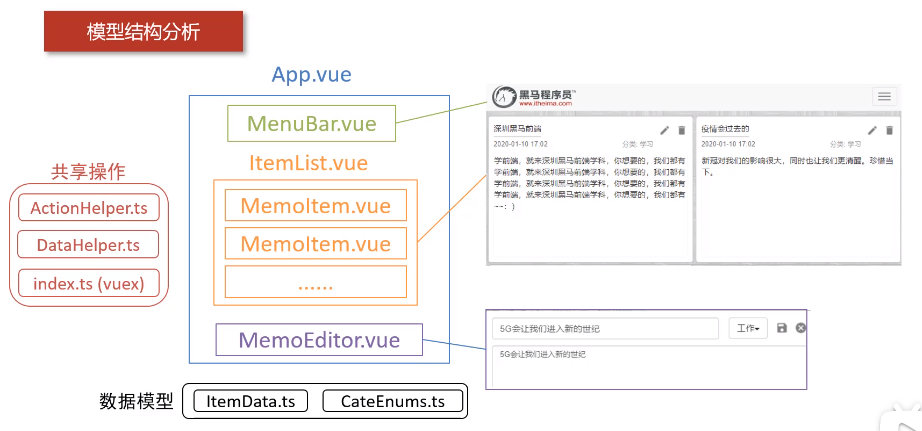 模型结构分析
App.vue
MenuBar.vue
ItemList.vue
MemoItem.vue
MemoItem.vue
......
MemoEditor.vue
共享操作
ActionHelper.ts
DataHelper.ts
index.ts (vuex)
数据模型
ItemData.ts
CateEnums.ts
黑马程序员
www.itheima.com
深圳黑马前端
2020-01-10 17:02
分类: 学习
学前端，就来深圳黑马前端学科，你想要的，我们都有
学前端，就来深圳黑马前端学科，你想要的，我们都有
学前端，就来深圳黑马前端学科，你想要的，我们都有
学前端，就来深圳黑马前端学科，你想要的，我们都有
~~: )
疫情会过去的
2020-01-10 17:02
分类: 学习
新冠对我们的影响很大，同时也让我们更清醒。珍惜当
下。
5G会让我们进入新的世纪
工作
5G会让我们进入新的世纪